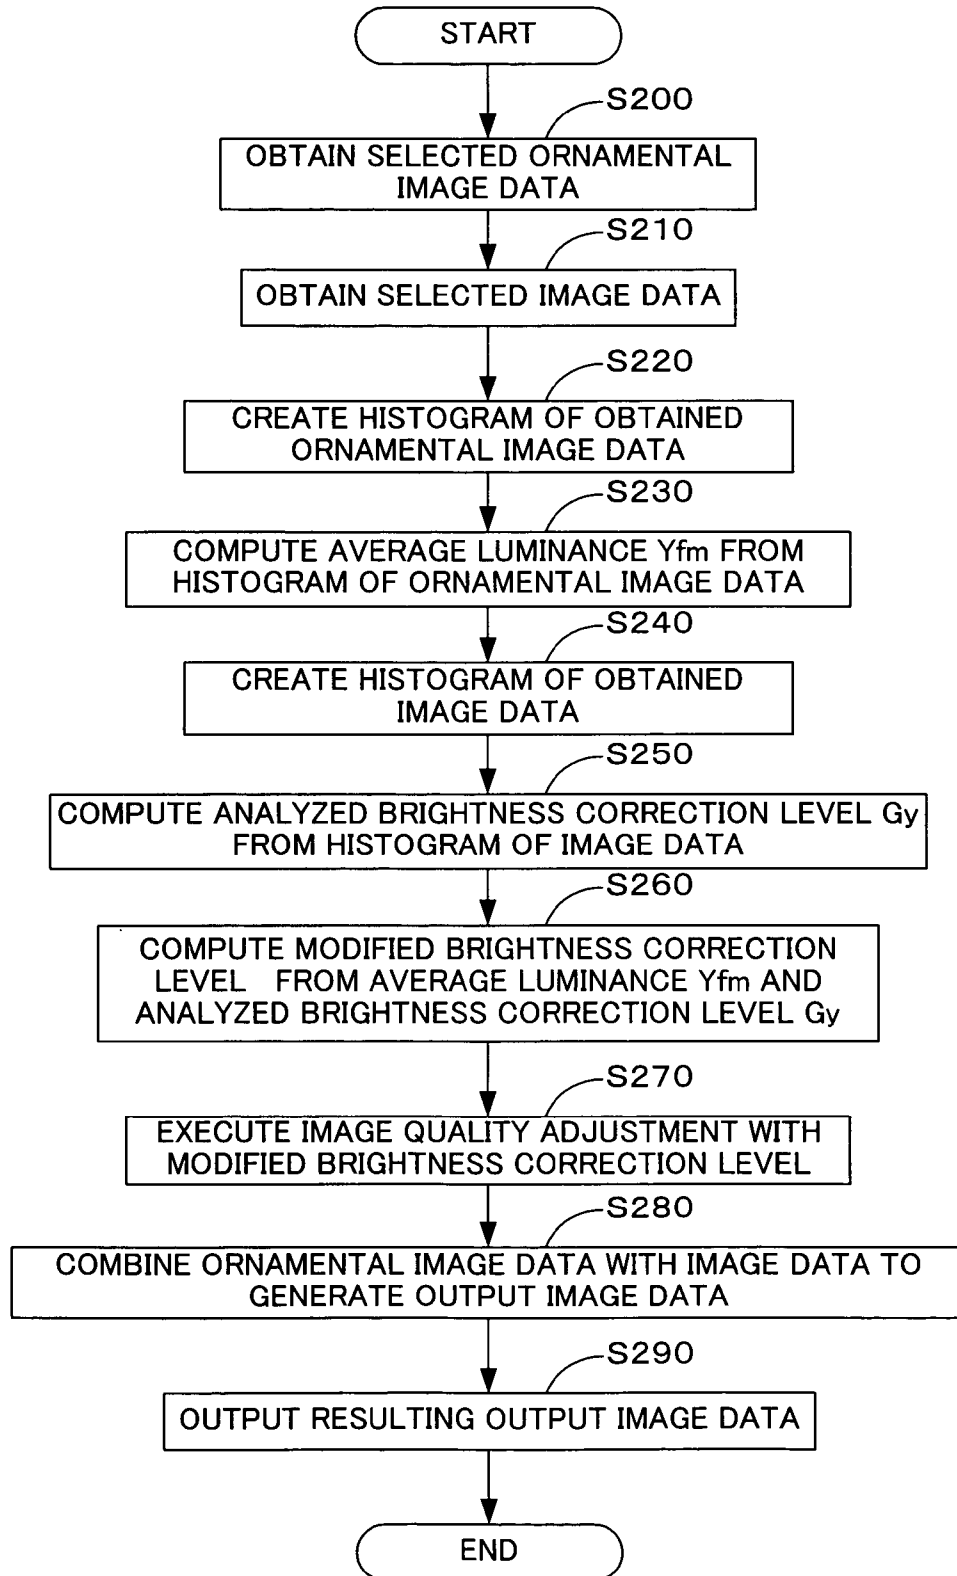 START
S200
OBTAIN SELECTED ORNAMENTAL
IMAGE DATA
S210
OBTAIN SELECTED IMAGE DATA
S220
CREATE HISTOGRAM OF OBTAINED
ORNAMENTAL IMAGE DATA
S230
COMPUTE AVERAGE LUMINANCE Yfm FROM
HISTOGRAM OF ORNAMENTAL IMAGE DATA
S240
CREATE HISTOGRAM OF OBTAINED
IMAGE DATA
S250
COMPUTE ANALYZED BRIGHTNESS CORRECTION LEVEL Gy
FROM HISTOGRAM OF IMAGE DATA
S260
COMPUTE MODIFIED BRIGHTNESS CORRECTION
LEVEL FROM AVERAGE LUMINANCE Yfm AND
ANALYZED BRIGHTNESS CORRECTION LEVEL Gy
S270
EXECUTE IMAGE QUALITY ADJUSTMENT WITH
MODIFIED BRIGHTNESS CORRECTION LEVEL
S280
COMBINE ORNAMENTAL IMAGE DATA WITH IMAGE DATA TO
GENERATE OUTPUT IMAGE DATA
S290
OUTPUT RESULTING OUTPUT IMAGE DATA
END